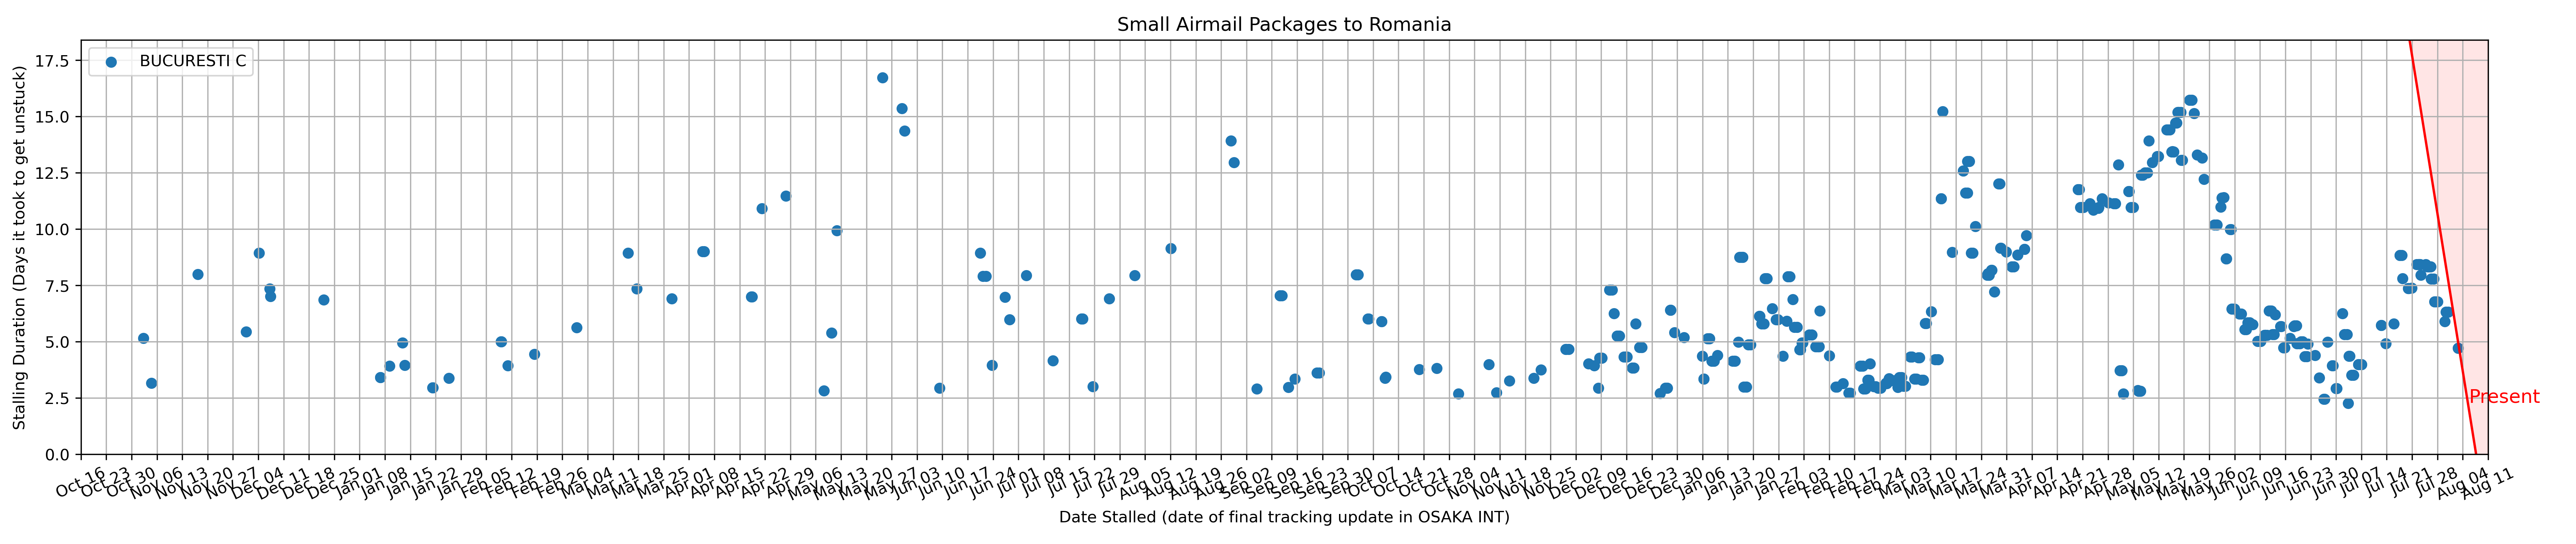 Small Airmail Packages to Romania
BUCURESTI C
Stalling Duration (Days it took to get unstuck)
17.5
15.0
12.5
10.0
7.5
5.0
2.5
0.0
Present
Oct 16 Oct 23 Oct 30 Nov 06 Nov 13 Nov 20 Nov 27 Dec 04 Dec 11 Dec 18 Dec 25 Jan 01 Jan 08 Jan 15 Jan 22 Jan 29 Feb 05 Feb 12 Feb 19 Feb 26 Mar 04 Mar 11 Mar 18 Mar 25 Apr 01 Apr 08 Apr 15 Apr 22 Apr 29 May 06 May 13 May 20 May 27 Jun 03 Jun 10 Jun 17 Jun 24 Jul 01 Jul 08 Jul 15 Jul 22 Jul 29 Aug 05 Aug 12 Aug 19 Aug 26 Sep 02 Sep 09 Sep 16 Sep 23 Sep 30 Oct 07 Oct 14 Oct 21 Oct 28 Nov 04 Nov 11 Nov 18 Nov 25 Dec 02 Dec 09 Dec 16 Dec 23 Dec 30 Jan 06 Jan 13 Jan 20 Jan 27 Feb 03 Feb 10 Feb 17 Feb 24 Mar 03 Mar 10 Mar 17 Mar 24 Mar 31 Apr 07 Apr 14 Apr 21 Apr 28 May 05 May 12 May 19 May 26 Jun 02 Jun 09 Jun 16 Jun 23 Jun 30 Jul 07 Jul 14 Jul 21 Jul 28 Aug 04 Aug 11
Date Stalled (date of final tracking update in OSAKA INT)